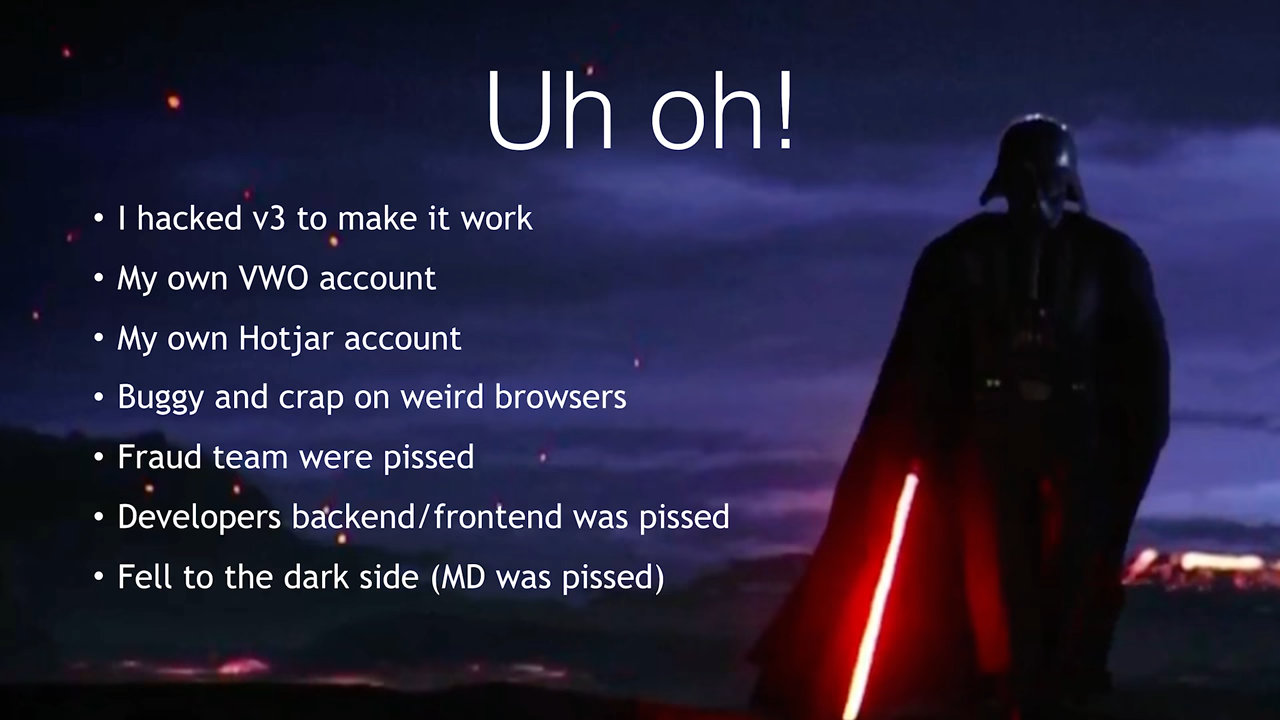 Uh oh!
• I hacked v3 to make it work
• My own VWO account
• My own Hotjar account
• Buggy and crap on weird browsers
• Fraud team were pissed
• Developers backend/frontend was pissed
• Fell to the dark side (MD was pissed)